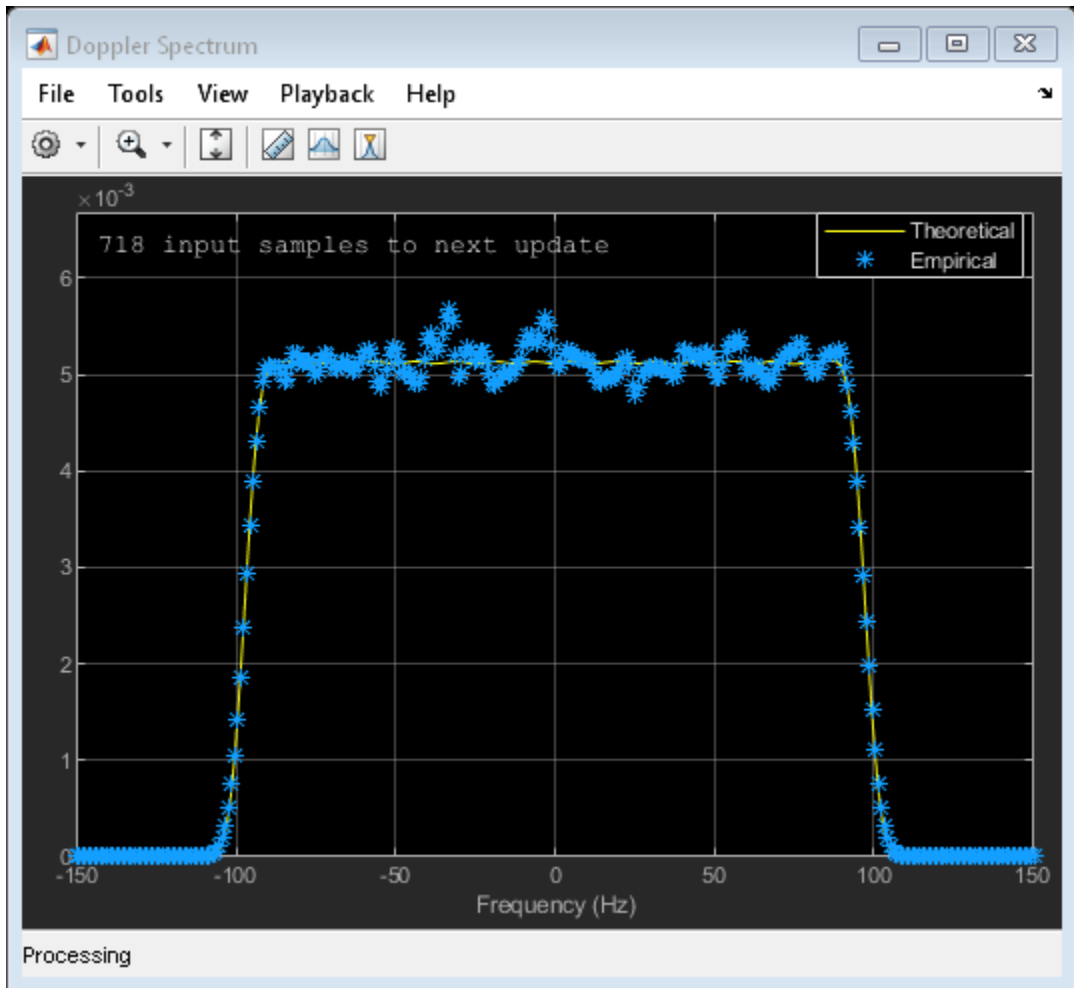 Doppler Spectrum
File Tools View Playback Help
×10-3
718 input samples to next update
Theoretical
Empirical
6
5
4
3
2
1
0
-150 -100 -50 0 50 100 150
Frequency (Hz)
Processing